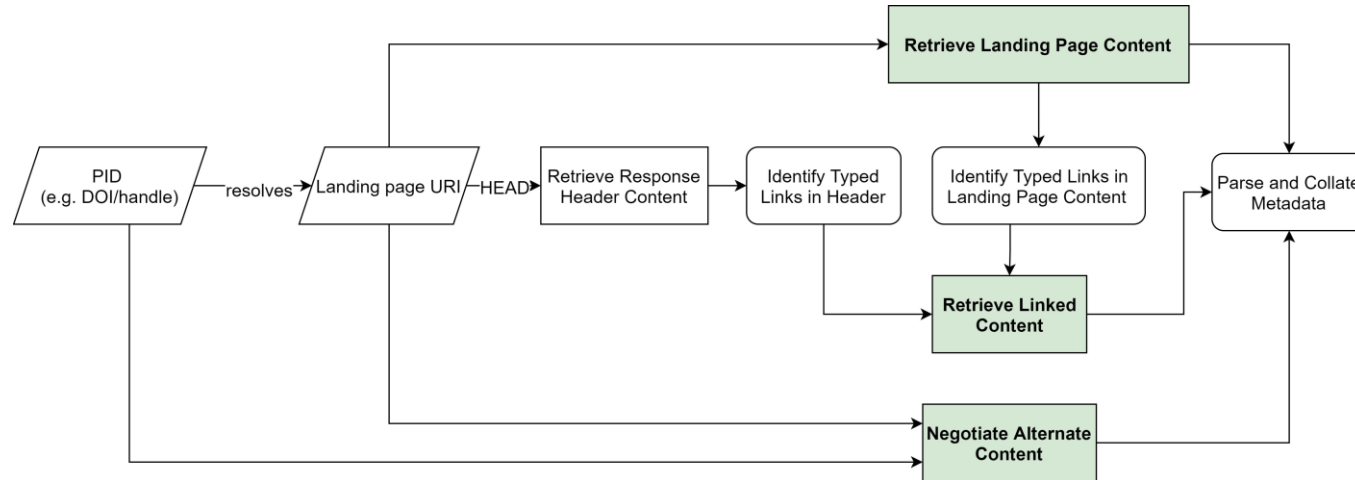 Retrieve Landing Page Content
PID
(e.g. DOI/handle)
resolves
Landing page URI
HEAD
Retrieve Response
Header Content
Identify Typed
Links in Header
Identify Typed Links in
Landing Page Content
Parse and Collate
Metadata
Retrieve Linked
Content
Negotiate Alternate
Content